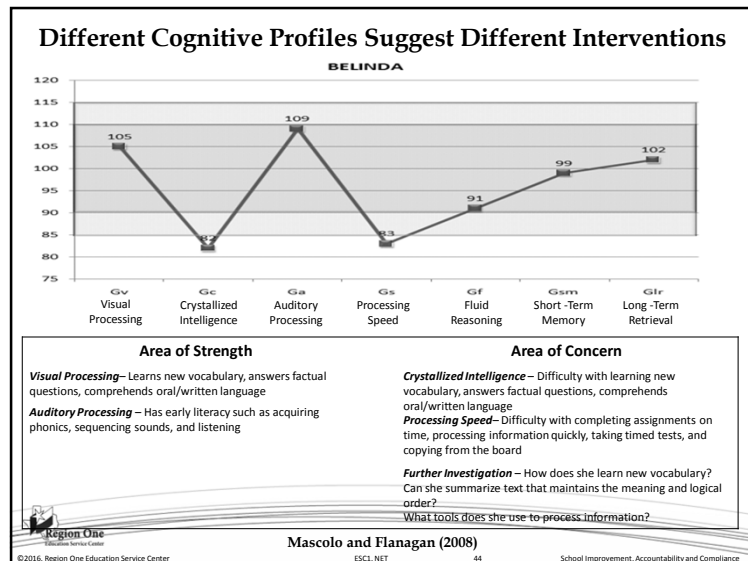 Different Cognitive Profiles Suggest Different Interventions
BELINDA
120
115
110
105
100
95
90
85
80
75
105
82
109
83
91
99
102
Gv
Gc
Ga
Gs
Gf
Gsm
Glr
Visual
Processing
Crystallized
Intelligence
Auditory
Processing
Processing
Speed
Fluid
Reasoning
Short -Term
Memory
Long -Term
Retrieval
Area of Strength
Visual Processing– Learns new vocabulary, answers factual
questions, comprehends oral/written language
Auditory Processing – Has early literacy such as acquiring
phonics, sequencing sounds, and listening
Area of Concern
Crystallized Intelligence – Difficulty with learning new
vocabulary, answers factual questions, comprehends
oral/written language
Processing Speed– Difficulty with completing assignments on
time, processing information quickly, taking timed tests, and
copying from the board
Further Investigation – How does she learn new vocabulary?
Can she summarize text that maintains the meaning and logical
order?
What tools does she use to process information?
Region One
Education Service Center
Mascolo and Flanagan (2008)
©2016, Region One Education Service Center
ESC1. NET
44
School Improvement, Accountability and Compliance